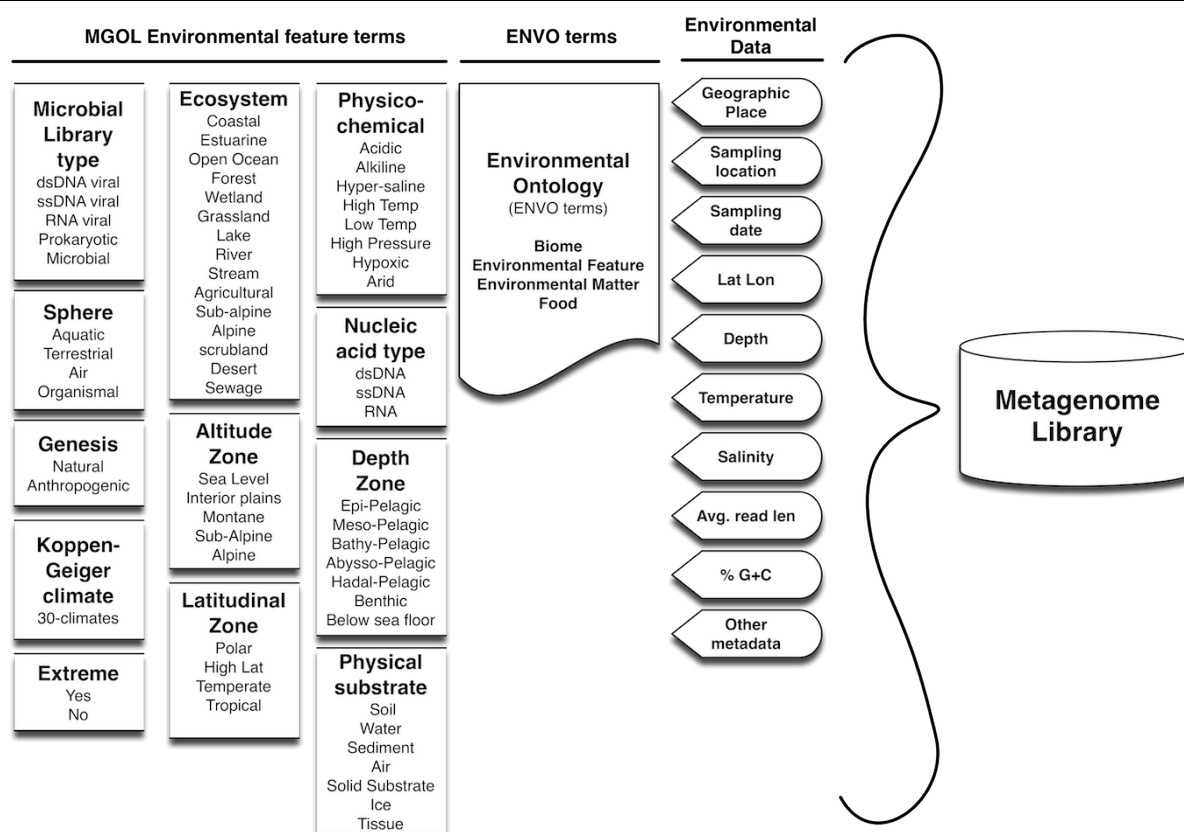 MGOL Environmental feature terms
ENVO terms
Environmental
Data
Microbial
Library
type
dsDNA viral
ssDNA viral
RNA viral
Prokaryotic
Microbial
Sphere
Aquatic
Terrestrial
Air
Organismal
Genesis
Natural
Anthropogenic
Koppen-
Geiger
climate
30-climates
Extreme
Yes
No
Ecosystem
Coastal
Estuarine
Open Ocean
Forest
Wetland
Grassland
Lake
River
Stream
Agricultural
Sub-alpine
Alpine
scrubland
Desert
Sewage
Altitude
Zone
Sea Level
Interior plains
Montane
Sub-Alpine
Alpine
Latitudinal
Zone
Polar
High Lat
Temperate
Tropical
Physico-
chemical
Acidic
Alkiline
Hyper-saline
High Temp
Low Temp
High Pressure
Hypoxic
Arid
Nucleic
acid type
dsDNA
ssDNA
RNA
Depth
Zone
Epi-Pelagic
Meso-Pelagic
Bathy-Pelagic
Abysso-Pelagic
Hadal-Pelagic
Benthic
Below sea floor
Physical
substrate
Soil
Water
Sediment
Air
Solid Substrate
Ice
Tissue
Environmental
Ontology
(ENVO terms)
Biome
Environmental Feature
Environmental Matter
Food
Geographic
Place
Sampling
location
Sampling
date
Lat Lon
Depth
Temperature
Salinity
Avg. read len
% G+C
Other
metadata
Metagenome
Library